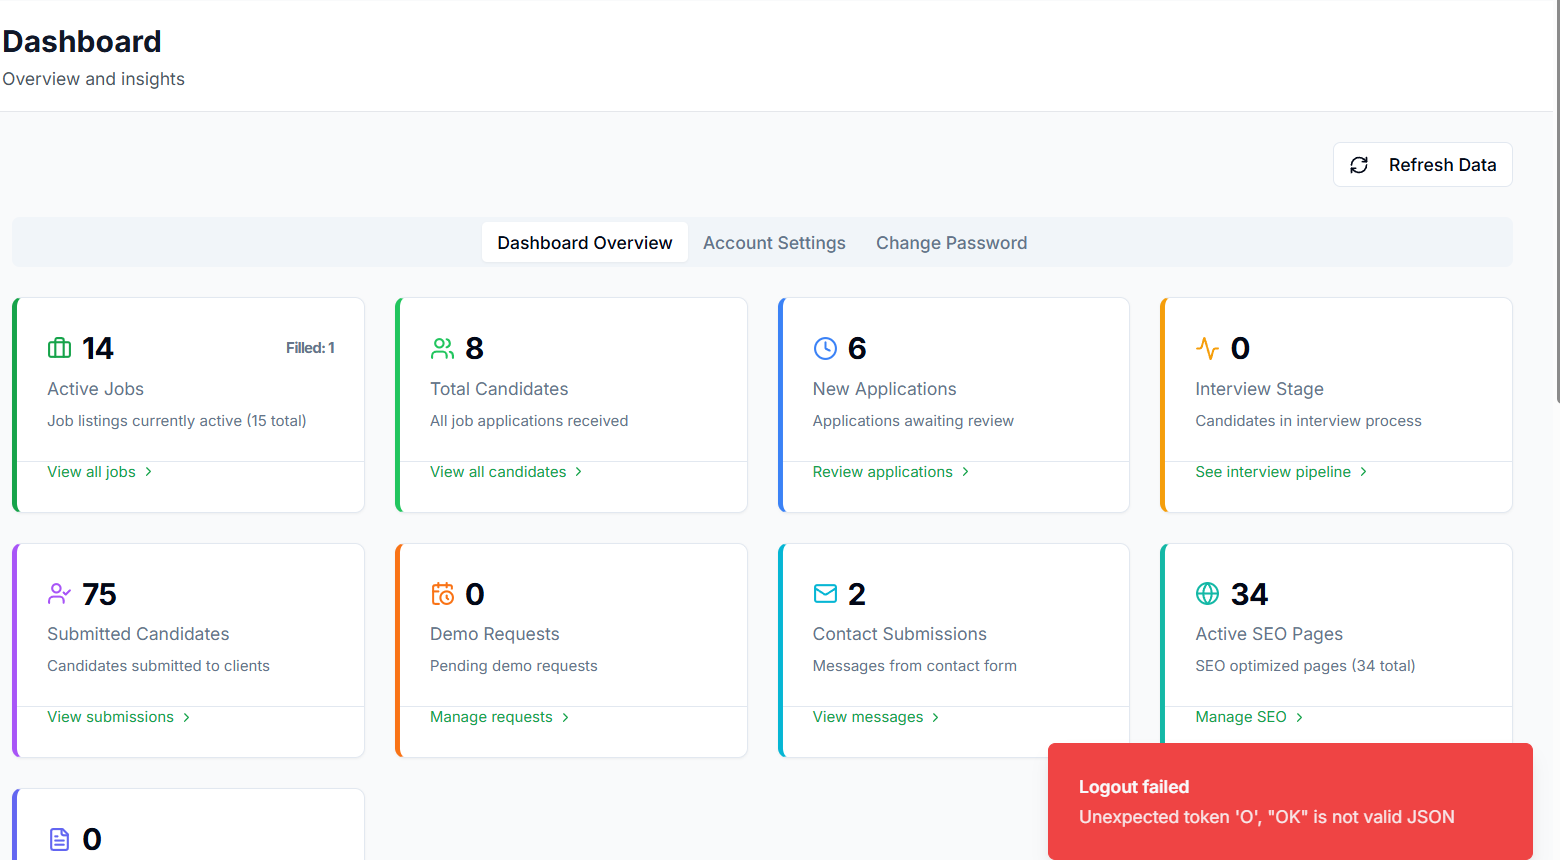 Dashboard
Overview and insights
Refresh Data
Dashboard Overview
Account Settings
Change Password
14
Filled: 1
Active Jobs
Job listings currently active (15 total)
View all jobs
8
Total Candidates
All job applications received
View all candidates
6
New Applications
Applications awaiting review
Review applications
0
Interview Stage
Candidates in interview process
See interview pipeline
75
Submitted Candidates
Candidates submitted to clients
View submissions
0
Demo Requests
Pending demo requests
Manage requests
2
Contact Submissions
Messages from contact form
View messages
34
Active SEO Pages
SEO optimized pages (34 total)
Manage SEO
0
Logout failed
Unexpected token 'O', "OK" is not valid JSON